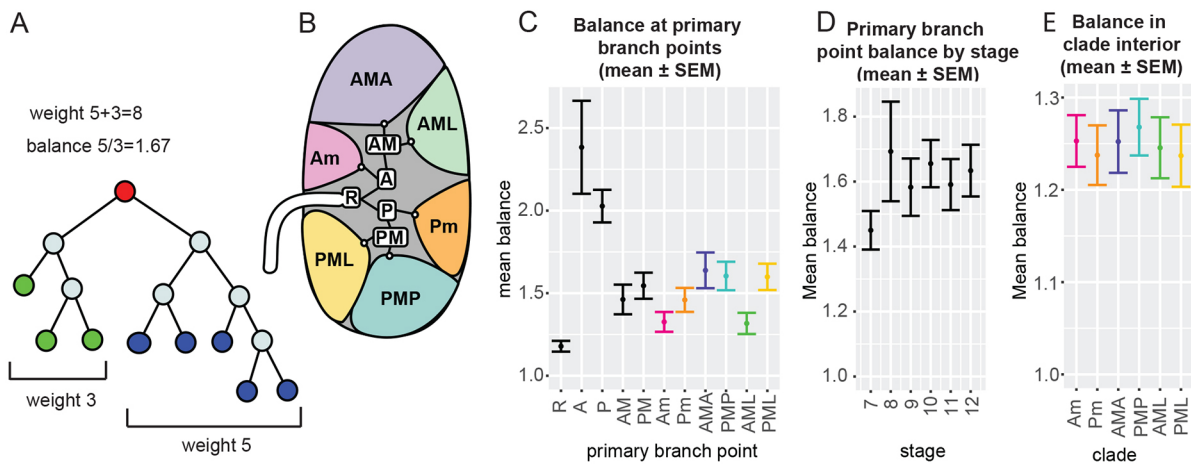 A
weight 5+3=8
balance 5/3=1.67
weight 3
weight 5
B
AMA
AML
AM
Am
A
R
P
Pm
PM
PML
PMP
C
Balance at primary
branch points
(mean ± SEM)
mean balance
2.5
2.0
1.5
1.0
R A P AM PM Am Pm AMA PMP AML PML
primary branch point
D
Primary branch
point balance by stage
(mean ± SEM)
Mean balance
1.8
1.6
1.4
1.2
1.0
7 8 9 10 11 12
stage
E
Balance in
clade interior
(mean ± SEM)
Mean balance
1.3
1.2
1.1
1.0
Am Pm AMA PMP AML PML
clade